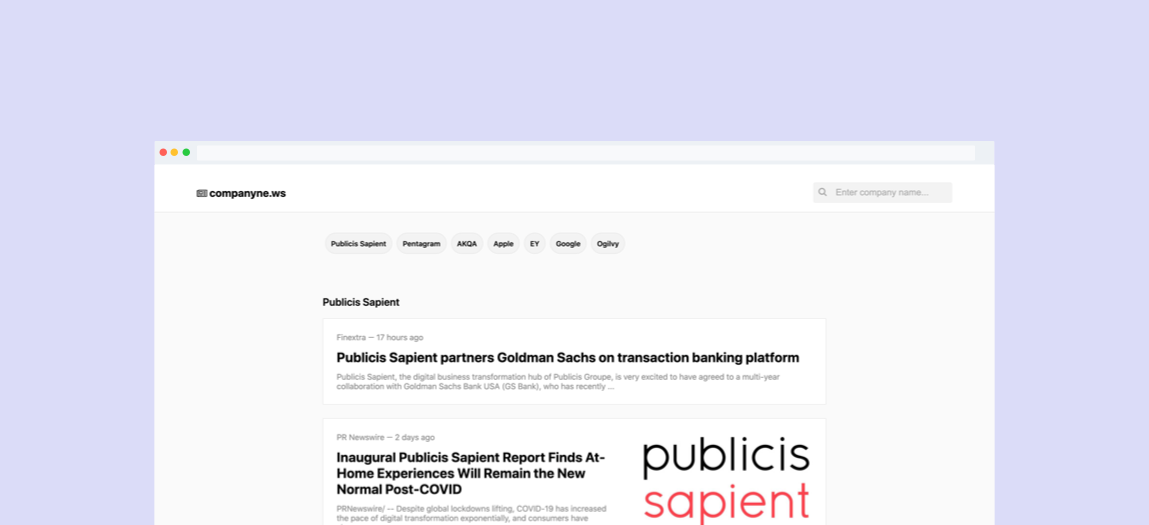 companyne.ws
Enter company name...
Publicis Sapient Pentagram AKQA Apple EY Google Ogilvy
Publicis Sapient
Finextra — 17 hours ago
Publicis Sapient partners Goldman Sachs on transaction banking platform
Publicis Sapient, the digital business transformation hub of Publicis Groupe, is very excited to have agreed to a multi-year
collaboration with Goldman Sachs Bank USA (GS Bank), who has recently ...
PR Newswire — 2 days ago
Inaugural Publicis Sapient Report Finds At-
Home Experiences Will Remain the New
Normal Post-COVID
PRNewswire/ -- Despite global lockdowns lifting, COVID-19 has increased
the pace of digital transformation exponentially, and consumers have
publicis
sapient